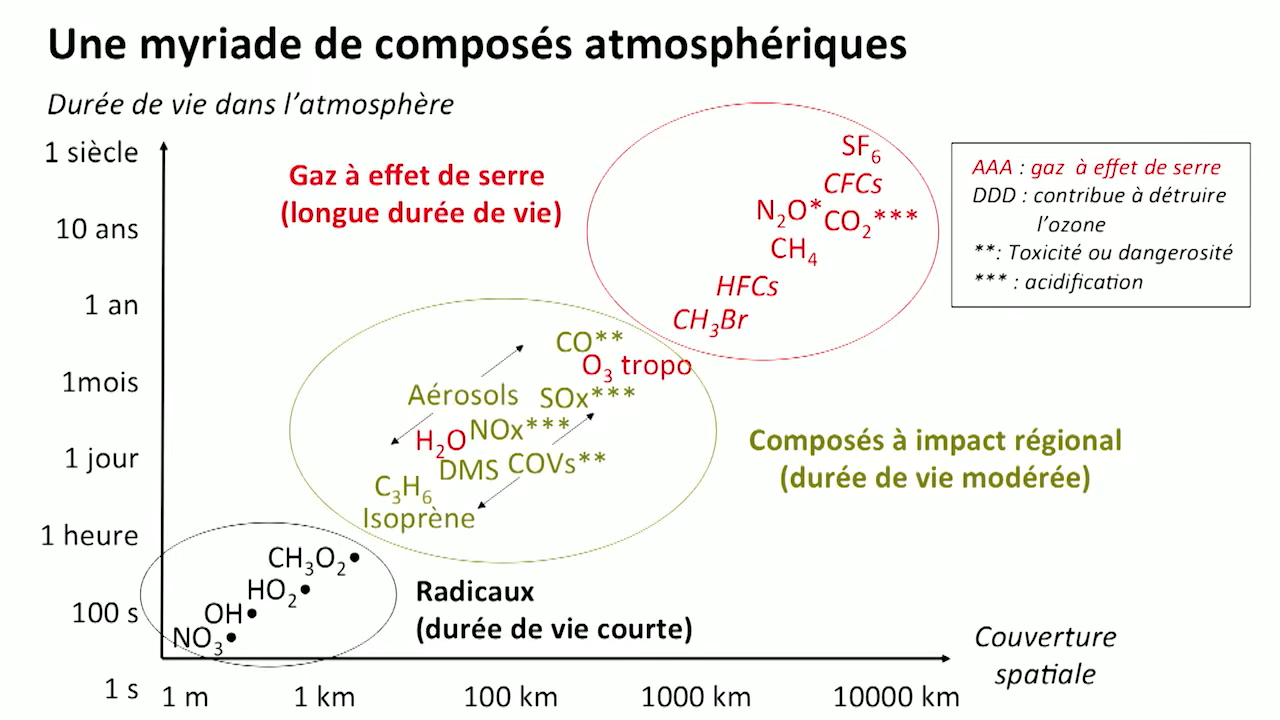 Une myriade de composés atmosphériques
Durée de vie dans l’atmosphère
1 siècle
10 ans
1 an
1mois
1 jour
1 heure
100 s
1 s
1 m
1 km
100 km
1000 km
10000 km
Couverture
spatiale
Gaz à effet de serre
(longue durée de vie)
SF₆
CFCs
N₂O*
CO₂***
CH₄
HFCs
CH₃Br
AAA : gaz à effet de serre
DDD : contribue à détruire
l’ozone
**: Toxicité ou dangerosité
*** : acidification
CO**
O₃ tropo
Aérosols
SOx***
NOx***
H₂O
DMS
COVs**
C₃H₆
Isoprène
Composés à impact régional
(durée de vie modérée)
CH₃O₂•
HO₂•
OH•
NO₃•
Radicaux
(durée de vie courte)